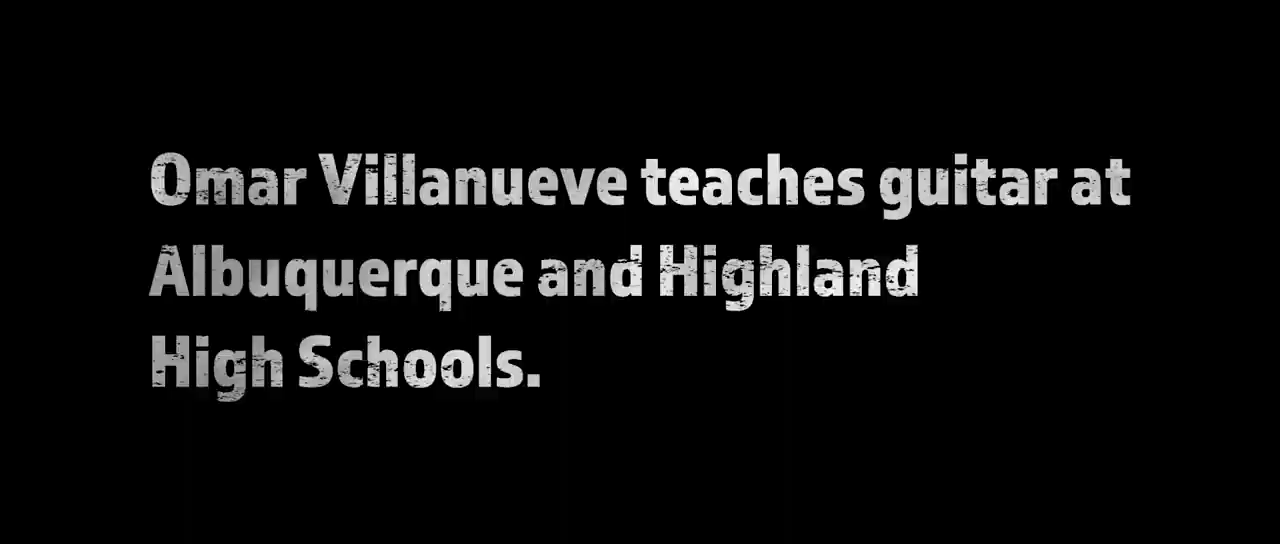 Omar Villanueve teaches guitar at
Albuquerque and Highland
High Schools.